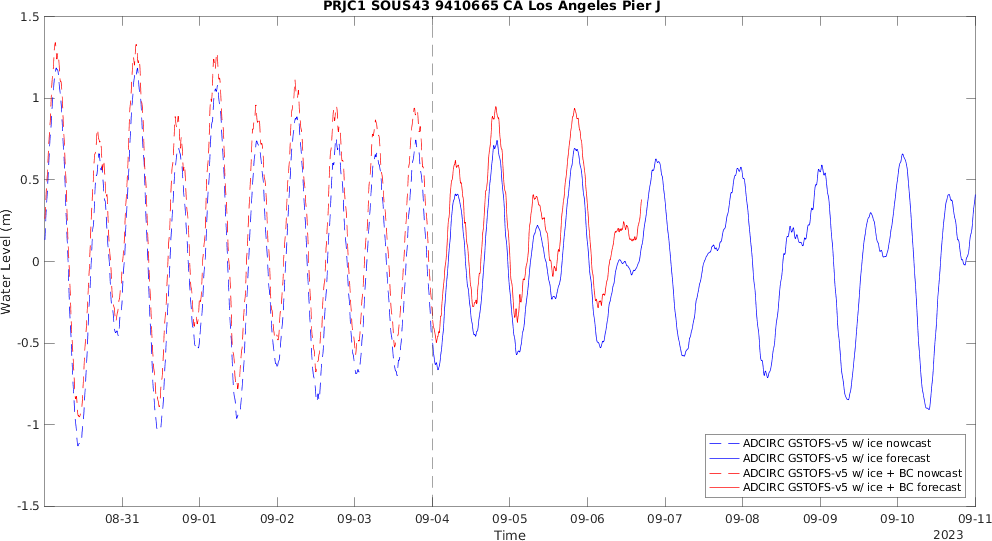 PRJC1 SOUS43 9410665 CA Los Angeles Pier J
1.5
1
0.5
0
-0.5
-1
-1.5
Water Level (m)
08-31 09-01 09-02 09-03 09-04 09-05 09-06 09-07 09-08 09-09 09-10 09-11
Time
2023
ADCIRC GSTOFS-v5 w/ ice nowcast
ADCIRC GSTOFS-v5 w/ ice forecast
ADCIRC GSTOFS-v5 w/ ice + BC nowcast
ADCIRC GSTOFS-v5 w/ ice + BC forecast